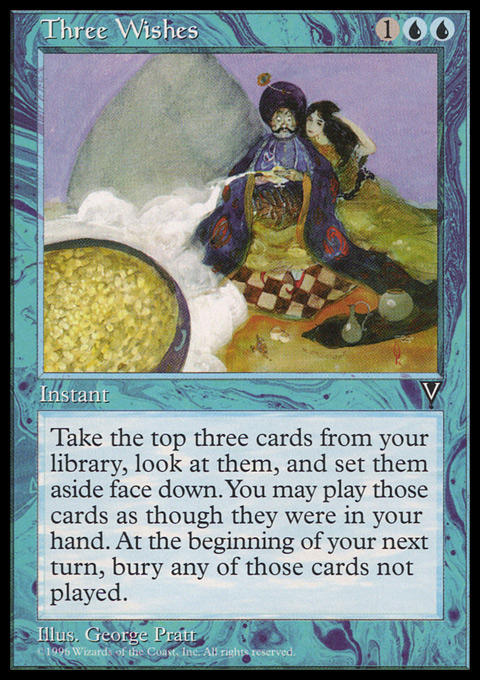 Three Wishes 1
Instant V
Take the top three cards from your
library, look at them, and set them
aside face down. You may play those
cards as though they were in your
hand. At the beginning of your next
turn, bury any of those cards not
played.
Illus. George Pratt
©1996 Wizards of the Coast, Inc. All rights reserved.